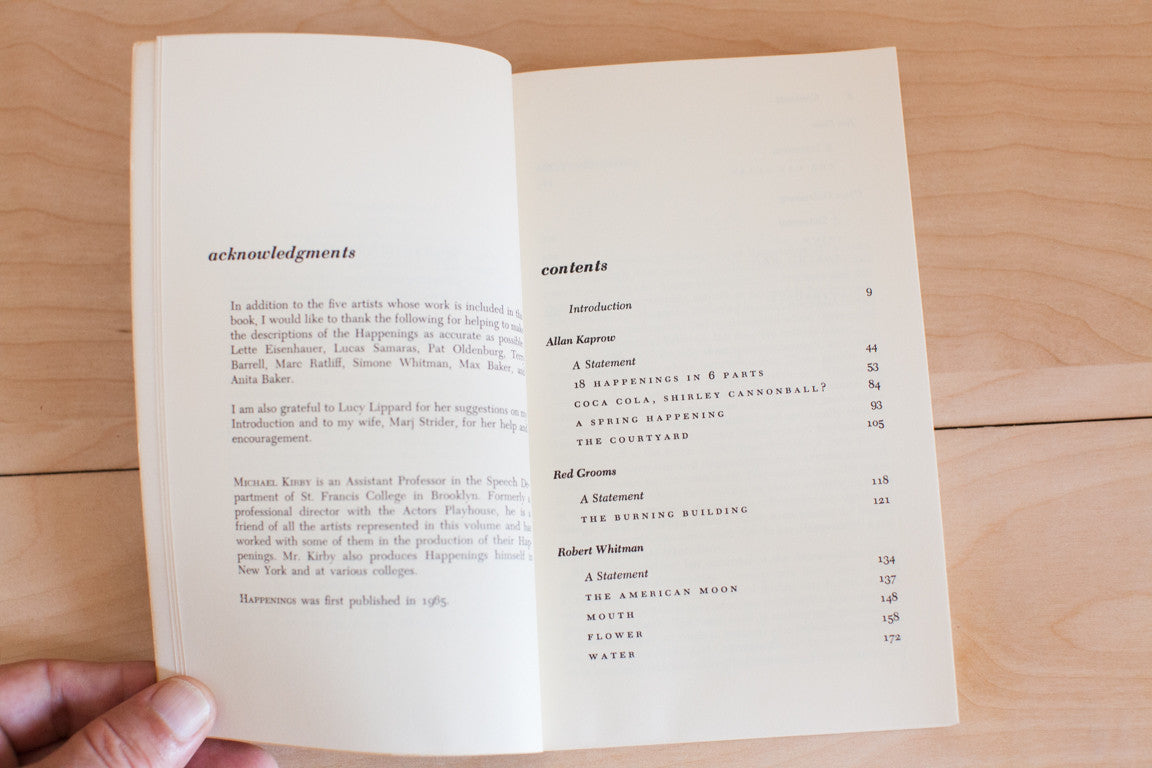 acknowledgments
In addition to the five artists whose work is included in the
book, I would like to thank the following for helping to make
the descriptions of the Happenings as accurate as possible
Lette Eisenhauer, Lucas Samaras, Pat Oldenburg, Terry
Barrell, Marc Ratliff, Simone Whitman, Max Baker, and
Anita Baker.
I am also grateful to Lucy Lippard for her suggestions on my
Introduction and to my wife, Marj Strider, for her help and
encouragement.
MICHAEL KIRBY is an Assistant Professor in the Speech De-
partment of St. Francis College in Brooklyn. Formerly a
professional director with the Actors Playhouse, he is a
friend of all the artists represented in this volume and has
worked with some of them in the production of their Hap-
penings. Mr. Kirby also produces Happenings himself in
New York and at various colleges.
HAPPENINGS was first published in 1965.
contents
Introduction 9
Allan Kaprow
A Statement 44
18 HAPPENINGS IN 6 PARTS 53
COCA COLA, SHIRLEY CANNONBALL? 84
A SPRING HAPPENING 93
THE COURTYARD 105
Red Grooms
A Statement 118
THE BURNING BUILDING 121
Robert Whitman
A Statement 134
THE AMERICAN MOON 137
MOUTH 148
FLOWER 158
WATER 172